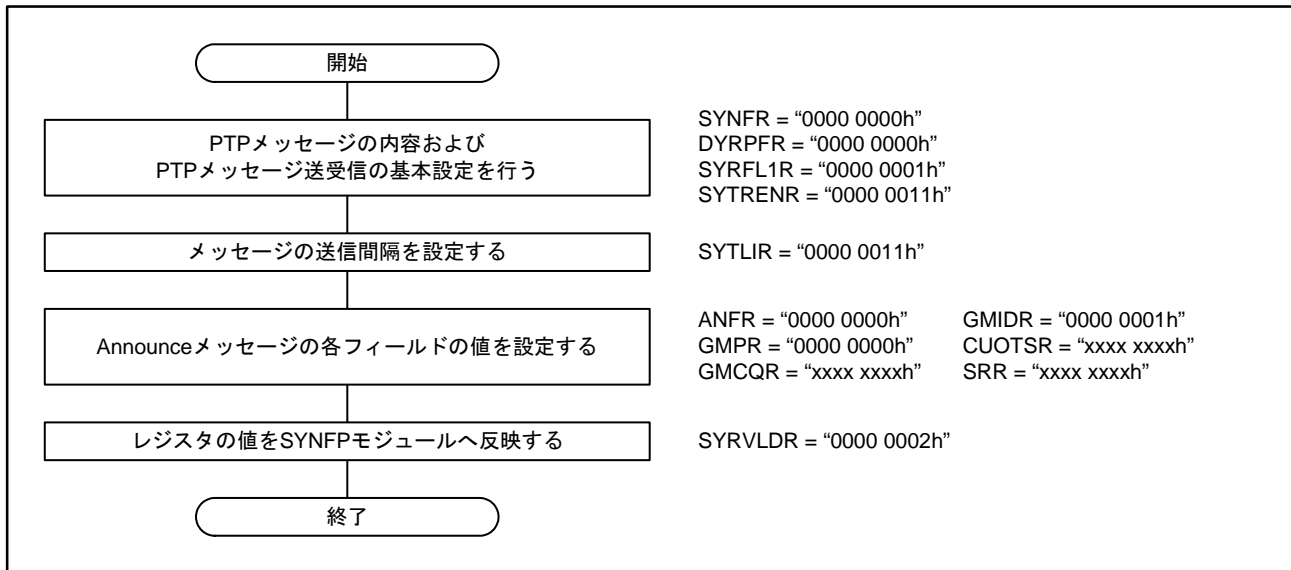 開始
PTPメッセージの内容および
PTPメッセージ送受信の基本設定を行う
SYNFR = “0000 0000h”
DYRPFR = “0000 0000h”
SYRFL1R = “0000 0001h”
SYTRENR = “0000 0011h”
メッセージの送信間隔を設定する
SYTLIR = “0000 0011h”
Announceメッセージの各フィールドの値を設定する
ANFR = “0000 0000h” GMIDR = “0000 0001h”
GMPR = “0000 0000h” CUOTSR = “xxxx xxxxh”
GMCQR = “xxxx xxxxh” SRR = “xxxx xxxxh”
レジスタの値をSYNFPモジュールへ反映する
SYRVLDR = “0000 0002h”
終了